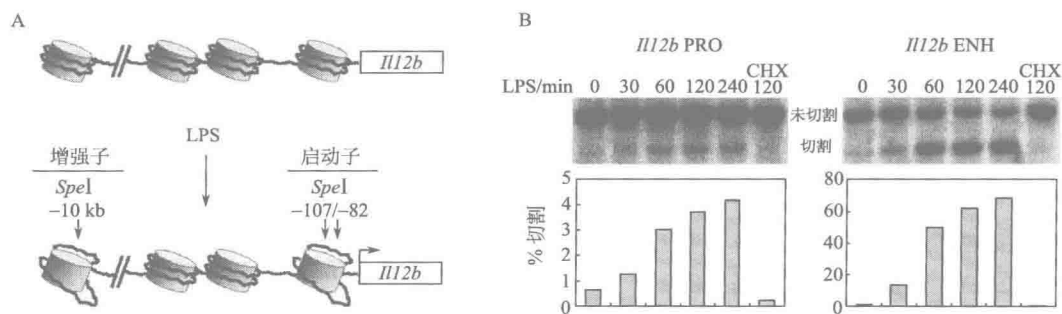 A
Il12b
LPS
增强子
SpeI
-10 kb
启动子
SpeI
-107/-82
Il12b
B
Il12b PRO
Il12b ENH
CHX
CHX
LPS/min 0 30 60 120 240 120
0 30 60 120 240 120
未切割
切割
% 切割
5
4
3
2
1
0
80
60
40
20
0